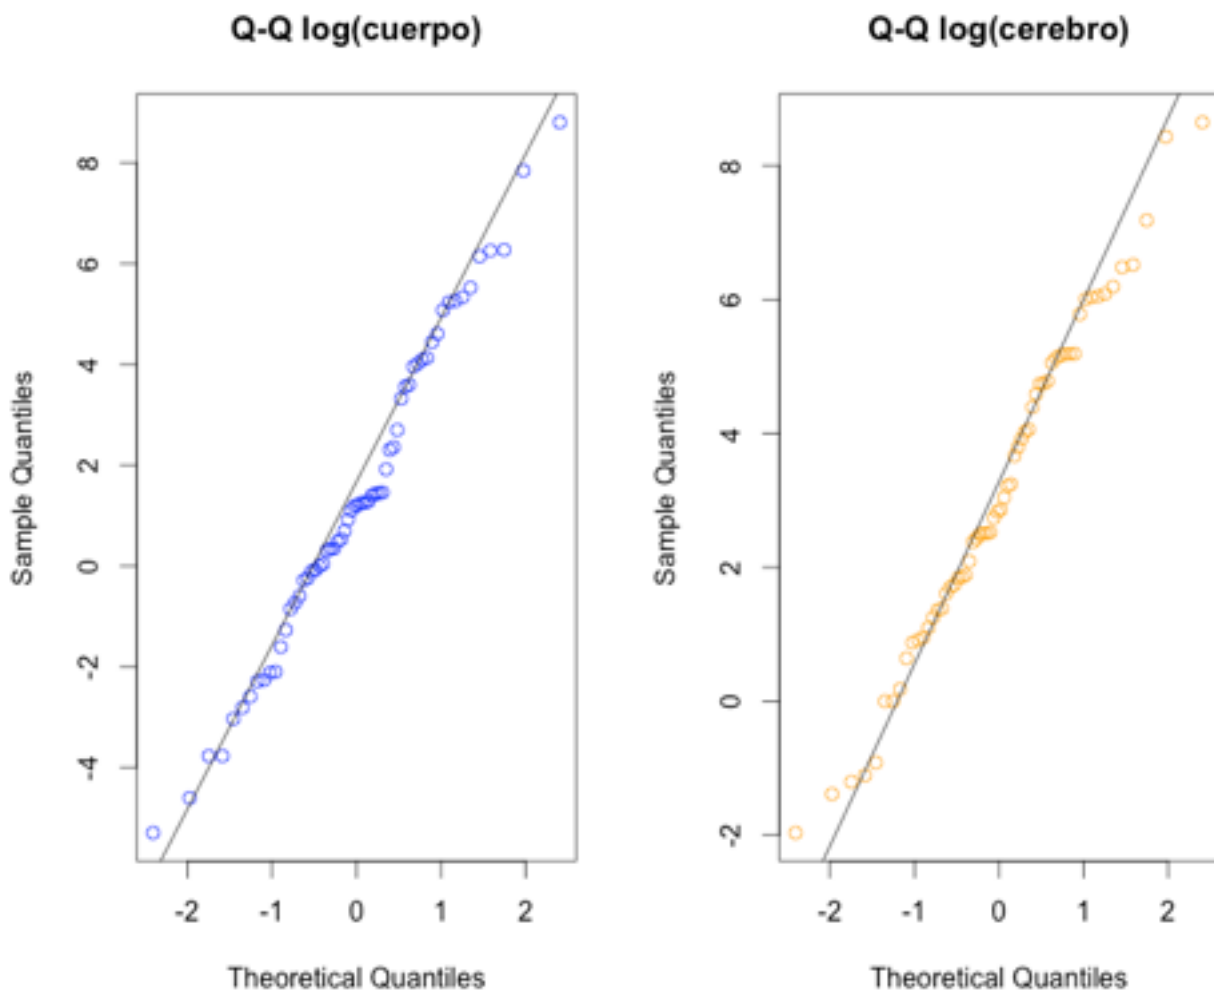 Q-Q log(cuerpo)
Sample Quantiles
8
6
4
2
0
-2
-4
-2 -1 0 1 2
Theoretical Quantiles
Q-Q log(cerebro)
Sample Quantiles
8
6
4
2
0
-2
-2 -1 0 1 2
Theoretical Quantiles